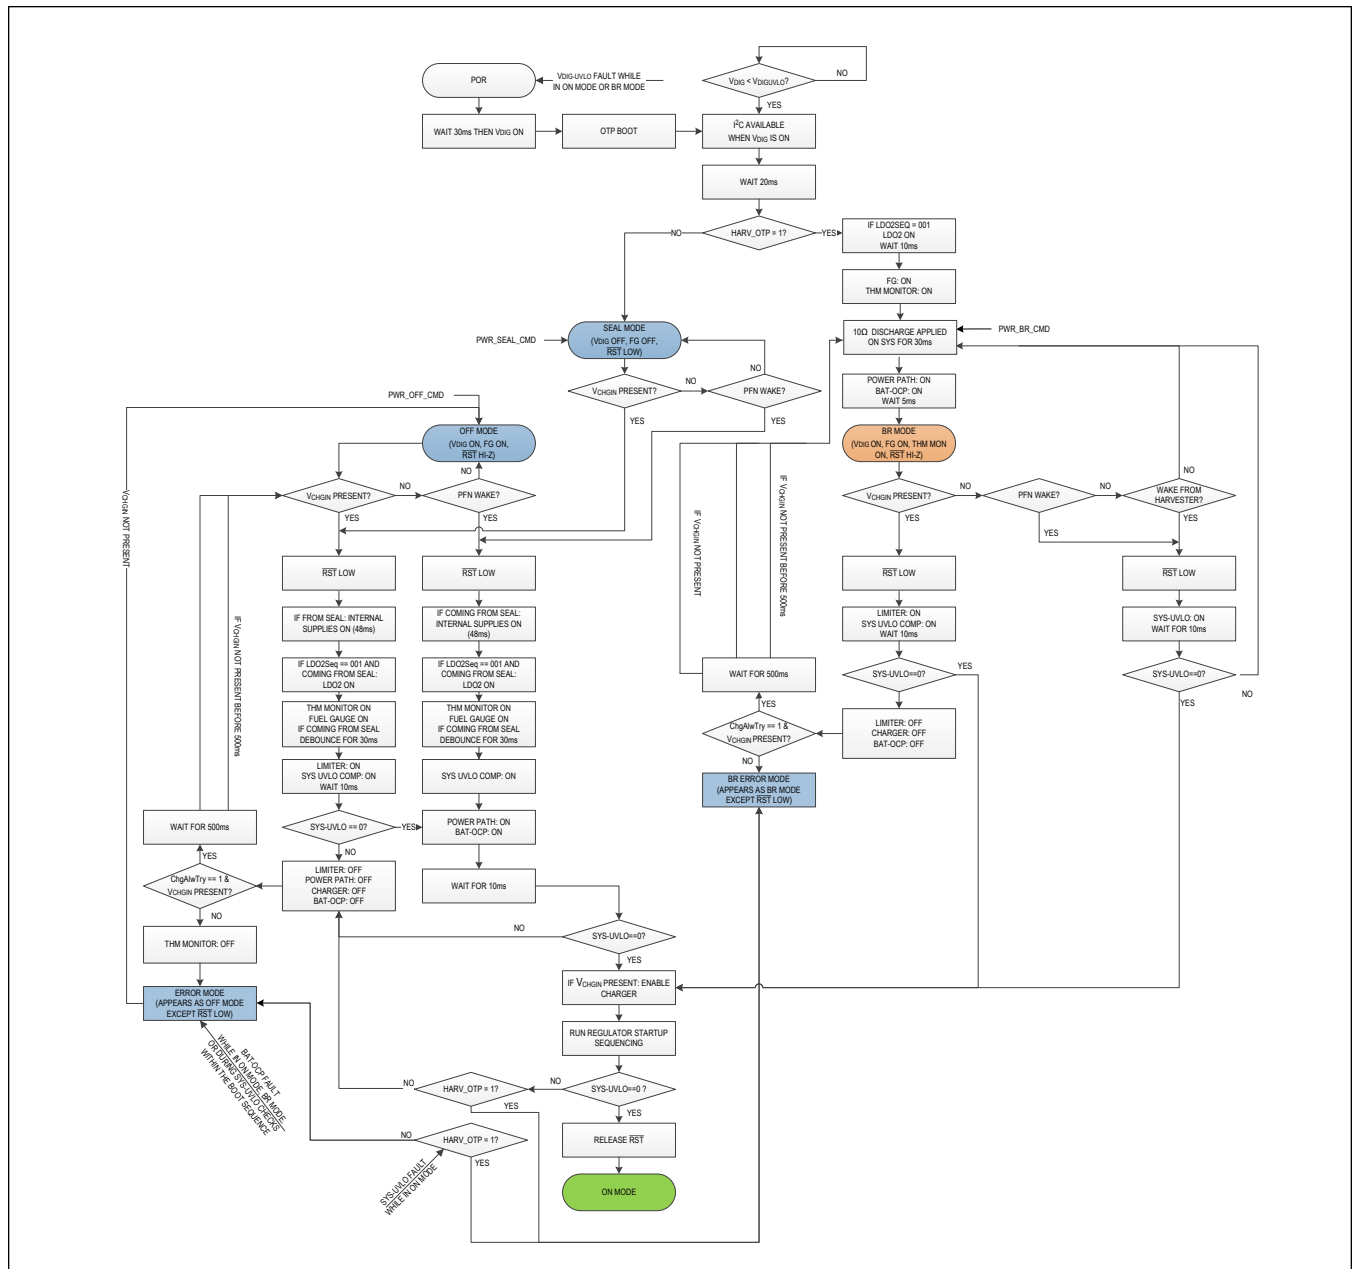 POR
VDIG-UVLO FAULT WHILE
IN ON MODE OR BR MODE
VDIG < VDIGUVLO?
NO
YES
WAIT 30ms THEN VDIG ON
OTP BOOT
I2C AVAILABLE
WHEN VDIG IS ON
WAIT 20ms
NO
HARV_OTP = 1?
YES
IF LDO2SEQ = 001
LDO2 ON
WAIT 10ms
FG: ON
THM MONITOR: ON
10Ω DISCHARGE APPLIED
ON SYS FOR 30ms
PWR_BR_CMD
POWER PATH: ON
BAT-OCP: ON
WAIT 5ms
BR MODE
(VDIG ON, FG ON, THM MON
ON, RST HI-Z)
PWR_SEAL_CMD
SEAL MODE
(VDIG OFF, FG OFF,
RST LOW)
NO
VCHGIN PRESENT?
NO
PFN WAKE?
YES
YES
PWR_OFF_CMD
OFF MODE
(VDIG ON, FG ON,
RST HI-Z)
NO
VCHGIN PRESENT?
NO
PFN WAKE?
YES
YES
VCHGIN NOT PRESENT
IF VCHGIN NOT PRESENT BEFORE 500ms
IF VCHGIN NOT PRESENT
IF VCHGIN NOT PRESENT BEFORE 500ms
VCHGIN PRESENT?
NO
PFN WAKE?
NO
WAKE FROM
HARVESTER?
NO
YES
YES
YES
RST LOW
RST LOW
RST LOW
RST LOW
IF FROM SEAL: INTERNAL
SUPPLIES ON (48ms)
IF COMING FROM SEAL:
INTERNAL SUPPLIES ON
(48ms)
LIMITER: ON
SYS UVLO COMP: ON
WAIT 10ms
SYS-UVLO: ON
WAIT FOR 10ms
IF LDO2Seq == 001 AND
COMING FROM SEAL:
LDO2 ON
IF LDO2Seq == 001 AND
COMING FROM SEAL:
LDO2 ON
WAIT FOR 500ms
SYS-UVLO==0?
YES
NO
SYS-UVLO==0?
NO
YES
THM MONITOR ON
FUEL GAUGE ON
IF COMING FROM SEAL
DEBOUNCE FOR 30ms
THM MONITOR ON
FUEL GAUGE ON
IF COMING FROM SEAL
DEBOUNCE FOR 30ms
YES
ChgAlwTry == 1 &
VCHGIN PRESENT?
NO
LIMITER: OFF
CHARGER: OFF
BAT-OCP: OFF
LIMITER: ON
SYS UVLO COMP: ON
WAIT 10ms
SYS UVLO COMP: ON
BR ERROR MODE
(APPEARS AS BR MODE
EXCEPT RST LOW)
WAIT FOR 500ms
SYS-UVLO == 0?
YES
NO
POWER PATH: ON
BAT-OCP: ON
YES
ChgAlwTry == 1 &
VCHGIN PRESENT?
NO
LIMITER: OFF
POWER PATH: OFF
CHARGER: OFF
BAT-OCP: OFF
WAIT FOR 10ms
THM MONITOR: OFF
NO
SYS-UVLO==0?
YES
ERROR MODE
(APPEARS AS OFF MODE
EXCEPT RST LOW)
IF VCHGIN PRESENT: ENABLE
CHARGER
RUN REGULATOR STARTUP
SEQUENCING
BAT-OCP FAULT
WHILE IN ON MODE, BR MODE,
OR DURING SYS-UVLO CHECKS
WITHIN THE BOOT SEQUENCE
NO
HARV_OTP = 1?
YES
NO
SYS-UVLO==0 ?
YES
NO
HARV_OTP = 1?
YES
RELEASE RST
SYS-UVLO FAULT
WHILE IN ON MODE
ON MODE